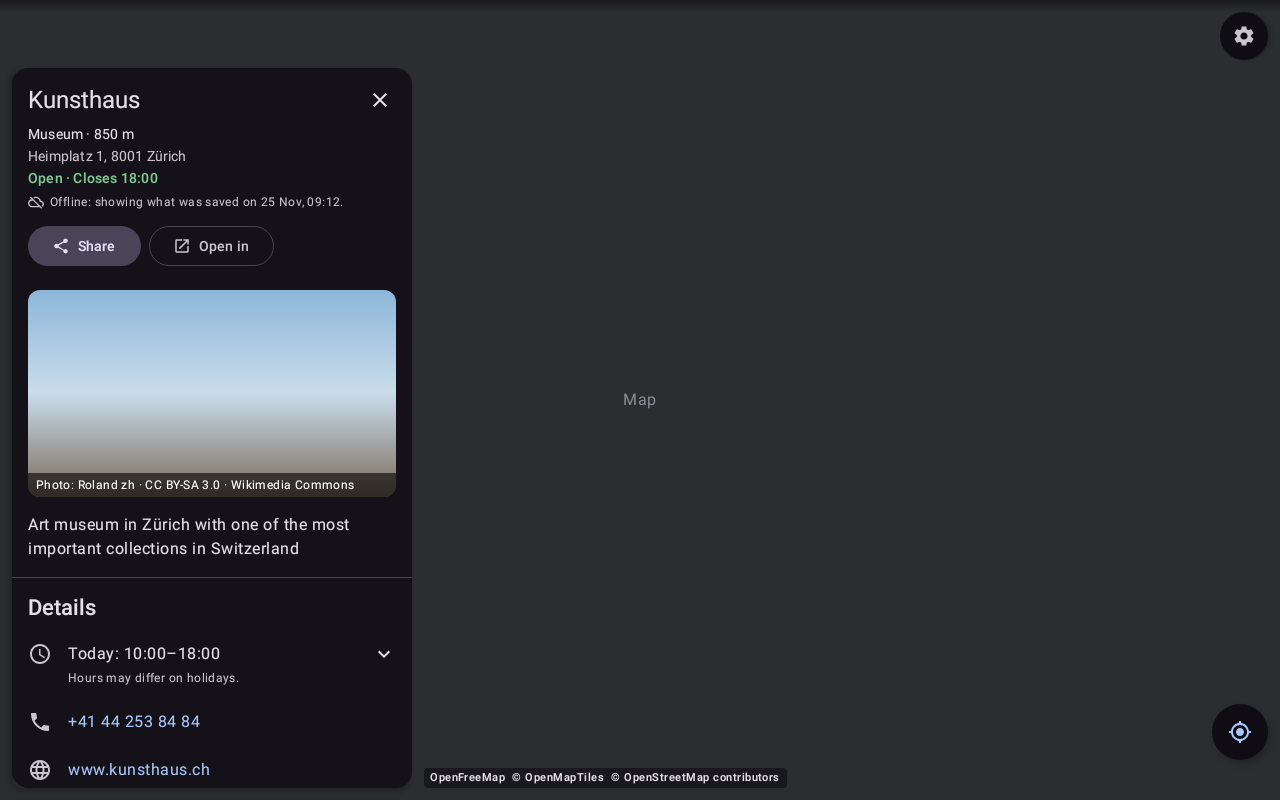 Kunsthaus
Museum · 850 m
Heimplatz 1, 8001 Zürich
Open · Closes 18:00
Offline: showing what was saved on 25 Nov, 09:12.
Share
Open in
Photo: Roland zh · CC BY-SA 3.0 · Wikimedia Commons
Art museum in Zürich with one of the most
important collections in Switzerland
Details
Today: 10:00–18:00
Hours may differ on holidays.
+41 44 253 84 84
www.kunsthaus.ch
Map
OpenFreeMap © OpenMapTiles © OpenStreetMap contributors